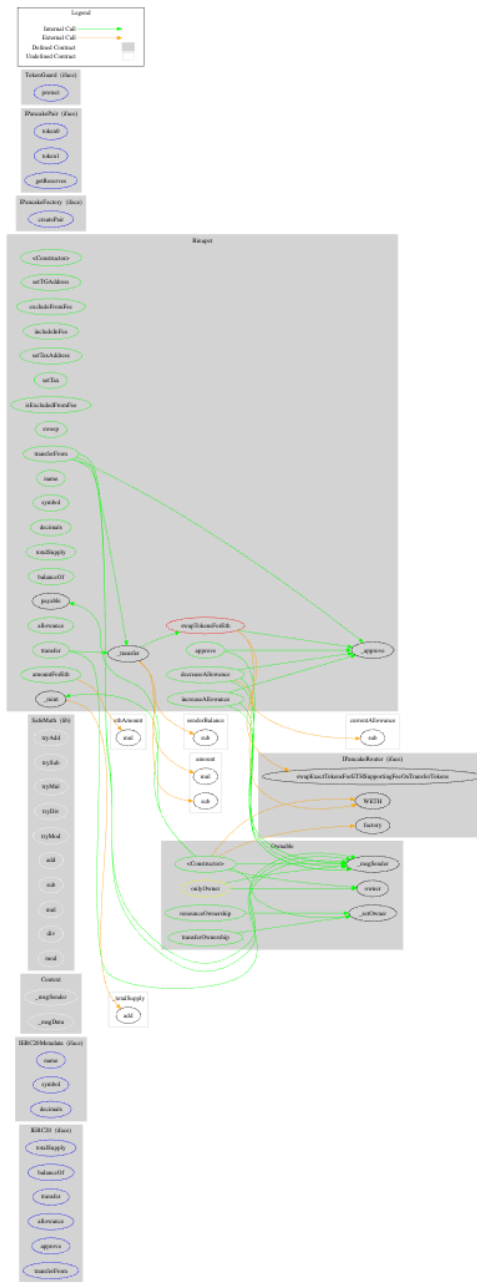 Legend
Internal Call
External Call
Defined Contract
Undefined Contract
TokenGuard (iface)
protect
IPancakePair (iface)
token0
token1
getReserves
IPancakeFactory (iface)
createPair
Binapet
<Constructor>
setTGAddress
excludeFromFee
includeInFee
setTaxAddress
setTax
isExcludedFromFee
sweep
transferFrom
name
symbol
decimals
totalSupply
balanceOf
payable
swapTokensForEth
allowance
approve
transfer
_transfer
_approve
decreaseAllowance
amountForEth
increaseAllowance
_mint
SafeMath (lib)
ethAmount
senderBalance
currentAllowance
tryAdd
mul
sub
sub
trySub
amount
IPancakeRouter (iface)
tryMul
mul
swapExactTokensForETHSupportingFeeOnTransferTokens
tryDiv
sub
WETH
tryMod
factory
add
Ownable
sub
<Constructor>
_msgSender
mul
onlyOwner
owner
div
renounceOwnership
_setOwner
mod
transferOwnership
Context
_msgSender
_totalSupply
_msgData
add
IERC20Metadata (iface)
name
symbol
decimals
IERC20 (iface)
totalSupply
balanceOf
transfer
allowance
approve
transferFrom